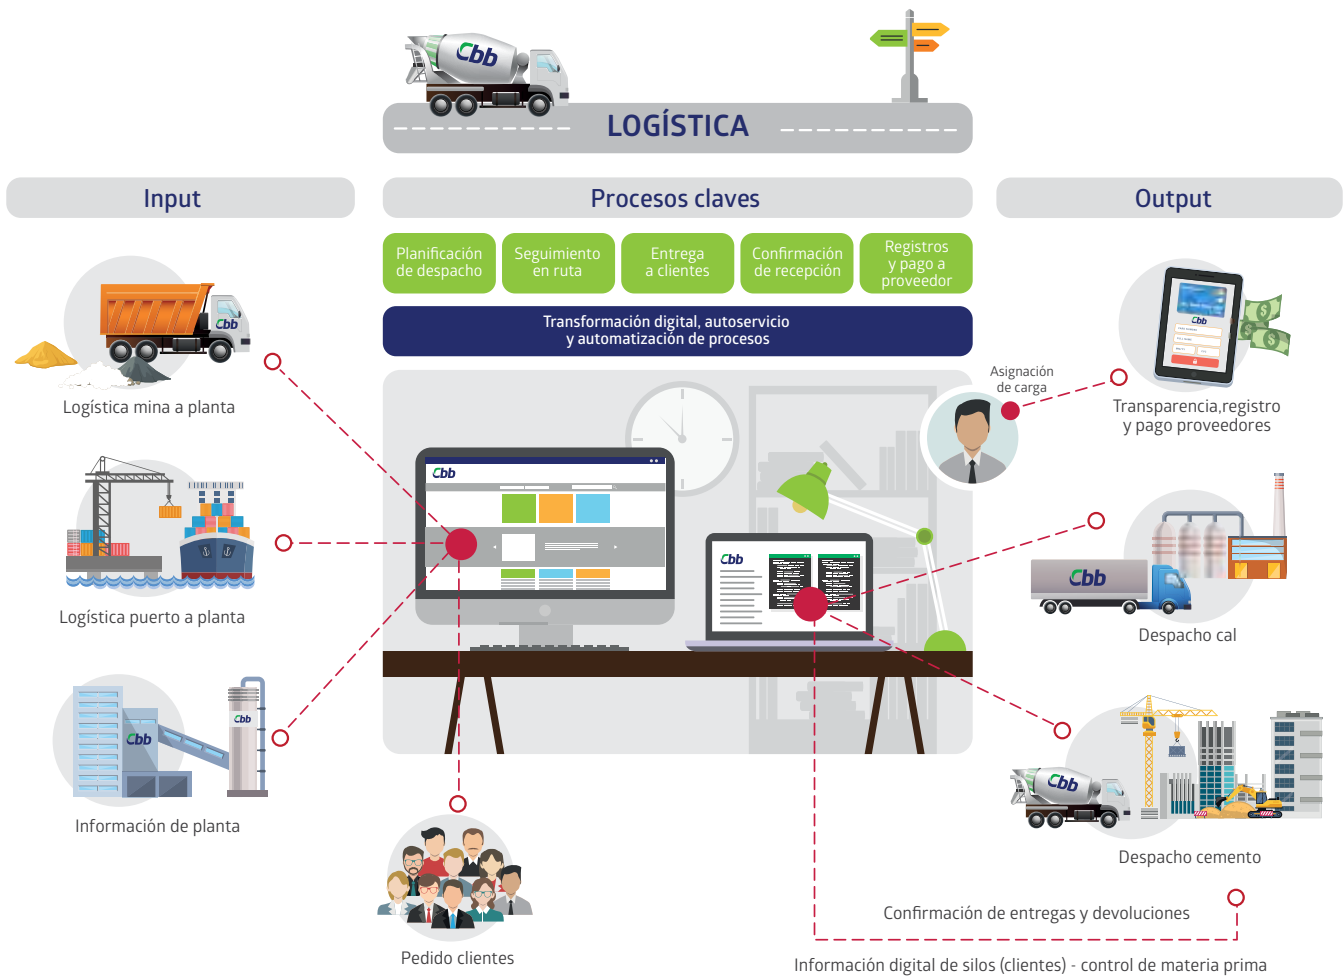 Cbb
LOGÍSTICA
Input
Procesos claves
Output
Planificación
de despacho
Seguimiento
en ruta
Entrega
a clientes
Confirmación
de recepción
Registros
y pago a
proveedor
Transformación digital, autoservicio
y automatización de procesos
Cbb
Logística mina a planta
Logística puerto a planta
Cbb
Cbb
Información de planta
Cbb
Cbb
Asignación
de carga
Pedido clientes
Cbb
Transparencia,registro
y pago proveedores
Cbb
Despacho cal
Cbb
Despacho cemento
Confirmación de entregas y devoluciones
Información digital de silos (clientes) - control de materia prima